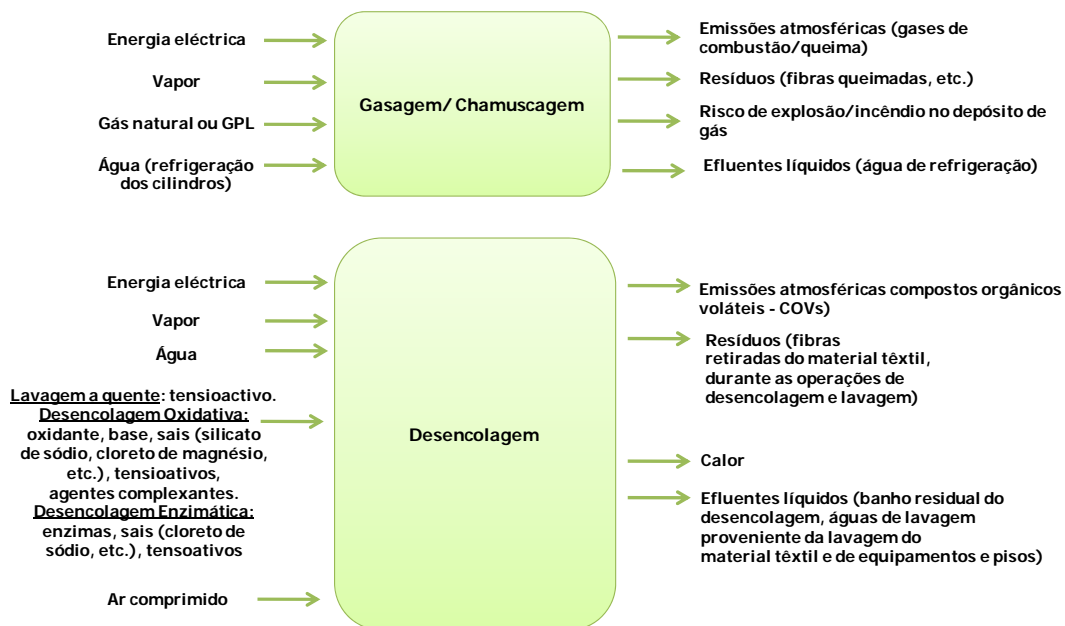 Energia eléctrica
Vapor
Gás natural ou GPL
Água (refrigeração
dos cilindros)
Gasagem/ Chamuscagem
Emissões atmosféricas (gases de
combustão/queima)
Resíduos (fibras queimadas, etc.)
Risco de explosão/incêndio no depósito de
gás
Efluentes líquidos (água de refrigeração)
Energia eléctrica
Vapor
Água
Lavagem a quente: tensioactivo.
Desencolagem Oxidativa:
oxidante, base, sais (silicato
de sódio, cloreto de magnésio,
etc.), tensioativos,
agentes complexantes.
Desencolagem Enzimática:
enzimas, sais (cloreto de
sódio, etc.), tensoativos
Ar comprimido
Desencolagem
Emissões atmosféricas compostos orgânicos
voláteis - COVs)
Resíduos (fibras
retiradas do material têxtil,
durante as operações de
desencolagem e lavagem)
Calor
Efluentes líquidos (banho residual do
desencolagem, águas de lavagem
proveniente da lavagem do
material têxtil e de equipamentos e pisos)